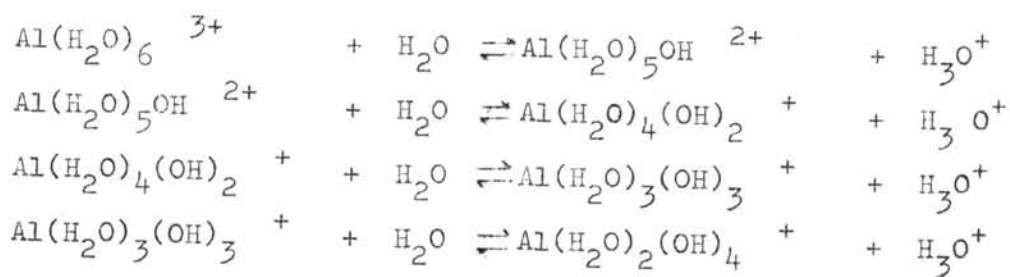 Al(H₂O)₆ ³⁺ + H₂O ⇌ Al(H₂O)₅OH ²⁺ + H₃O⁺
Al(H₂O)₅OH ²⁺ + H₂O ⇌ Al(H₂O)₄(OH)₂ ⁺ + H₃ O⁺
Al(H₂O)₄(OH)₂ ⁺ + H₂O ⇌ Al(H₂O)₃(OH)₃ ⁺ + H₃O⁺
Al(H₂O)₃(OH)₃ ⁺ + H₂O ⇌ Al(H₂O)₂(OH)₄ ⁺ + H₃O⁺